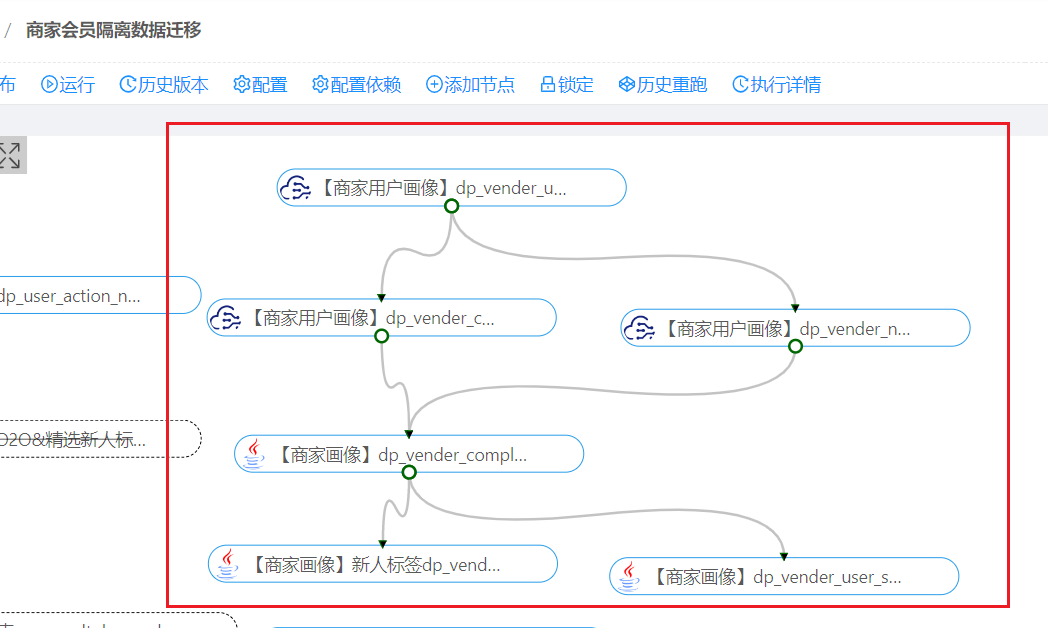 / 商家会员隔离数据迁移
布 运行 历史版本 配置 配置依赖 添加节点 锁定 历史重跑 执行详情
【商家用户画像】dp_vender_u...
dp_user_action_n...
【商家用户画像】dp_vender_c...
【商家用户画像】dp_vender_n...
O2O&精选新人标...
【商家画像】dp_vender_compl...
【商家画像】新人标签dp_vend...
【商家画像】dp_vender_user_s...